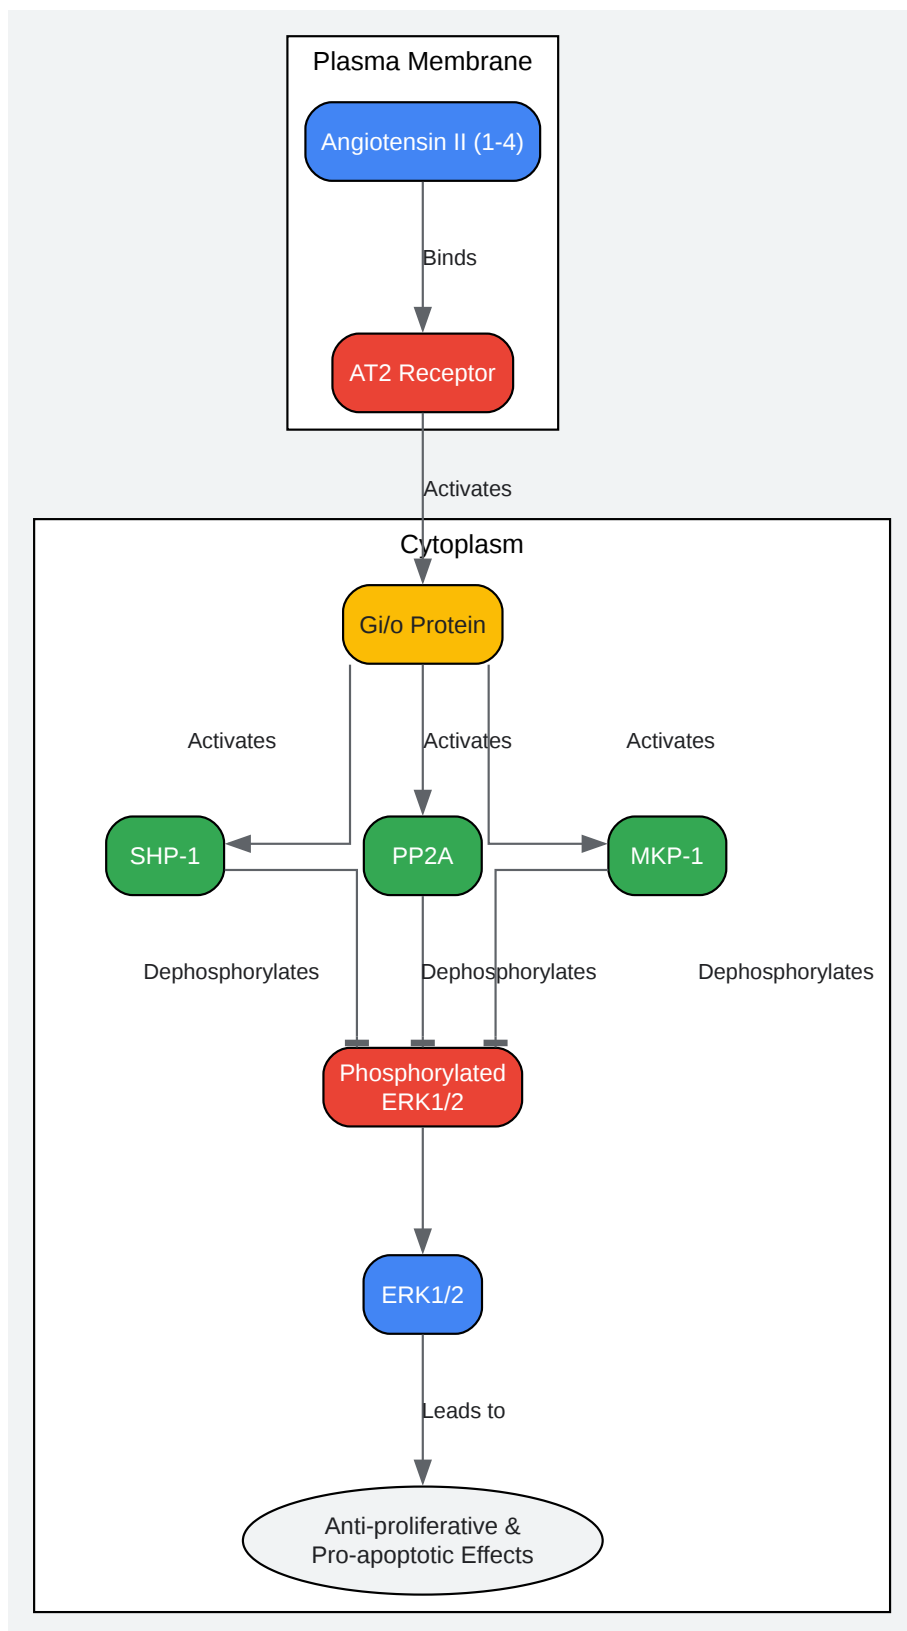 Plasma Membrane
Angiotensin II (1-4)
Binds
AT2 Receptor
Activates
Cytoplasm
Gi/o Protein
Activates
Activates
Activates
SHP-1
PP2A
MKP-1
Dephosphorylates
Dephosphorylates
Dephosphorylates
Phosphorylated
ERK1/2
ERK1/2
Leads to
Anti-proliferative &
Pro-apoptotic Effects